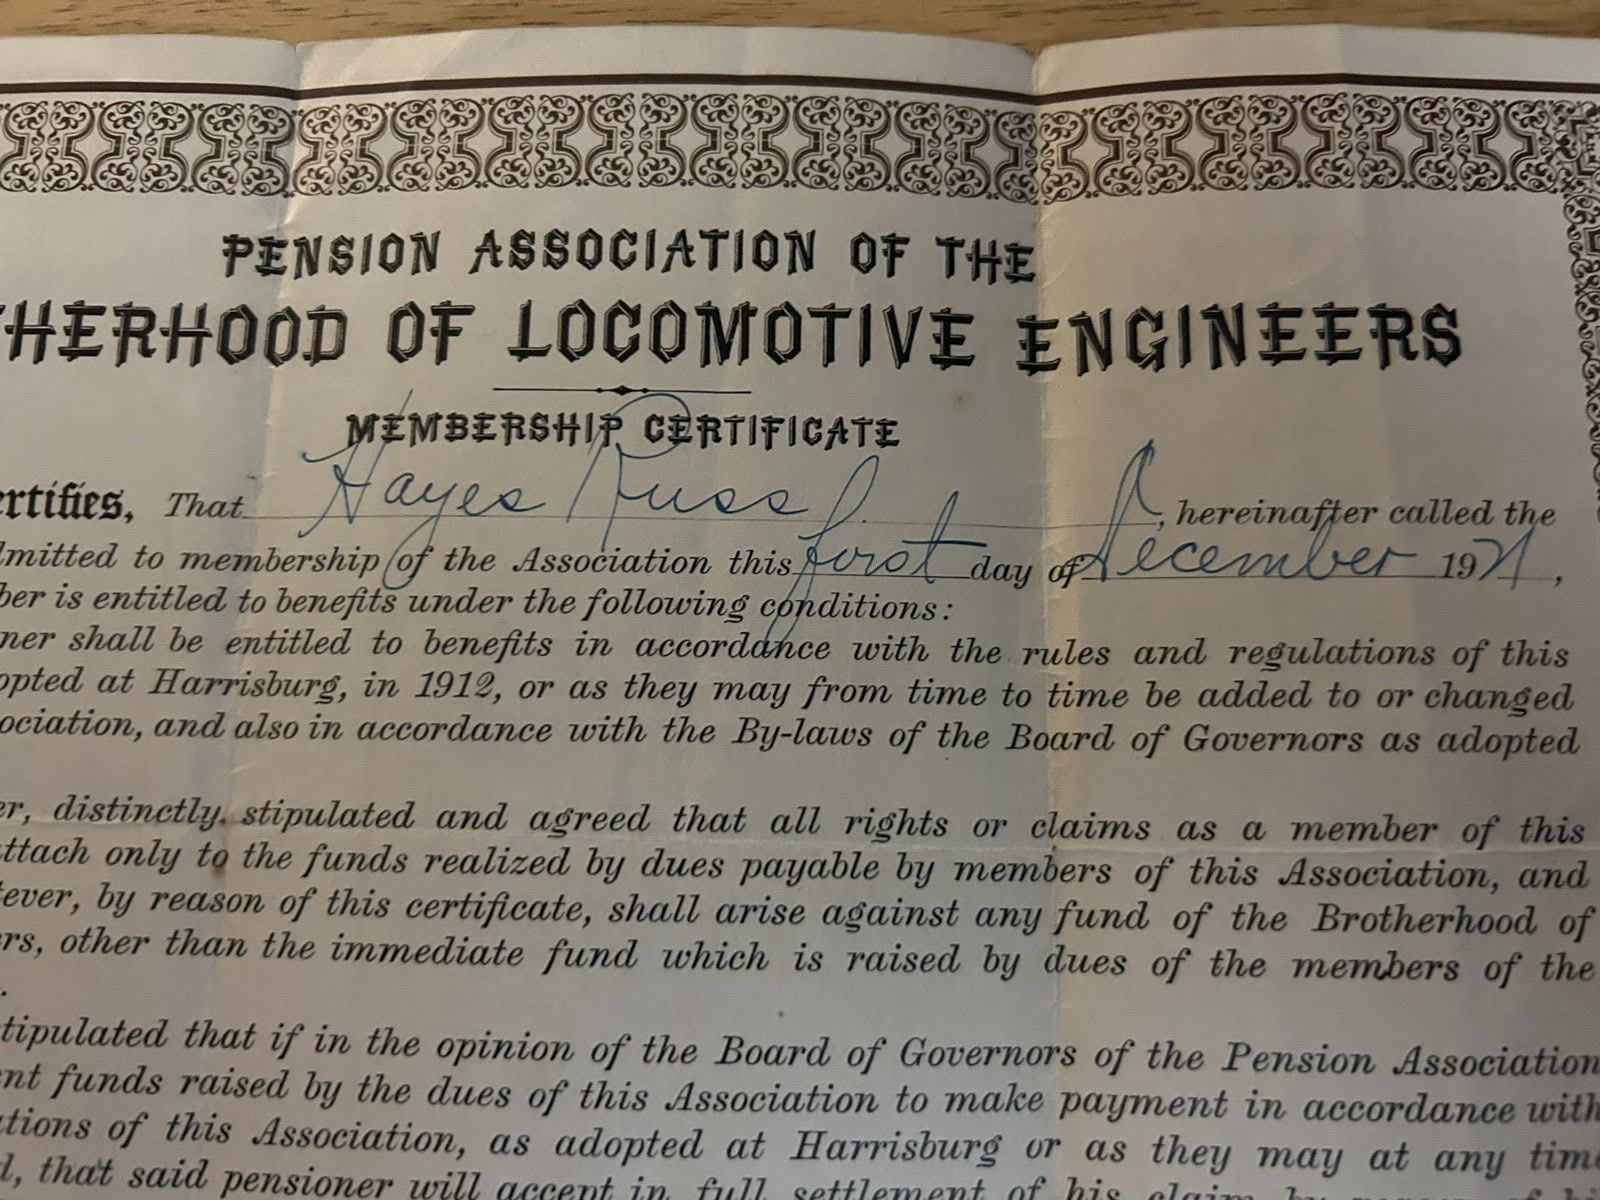 PENSION ASSOCIATION OF THE
THERHOOD OF LOCOMOTIVE ENGINEERS
MEMBERSHIP CERTIFICATE
ertifies, That Hayes Russ , hereinafter called the
dmitted to membership of the Association this first day of December 1921,
ber is entitled to benefits under the following conditions:
ner shall be entitled to benefits in accordance with the rules and regulations of this
opted at Harrisburg, in 1912, or as they may from time to time be added to or changed
ociation, and also in accordance with the By-laws of the Board of Governors as adopted
er, distinctly stipulated and agreed that all rights or claims as a member of this
ttach only to the funds realized by dues payable by members of this Association, and
ever, by reason of this certificate, shall arise against any fund of the Brotherhood of
rs, other than the immediate fund which is raised by dues of the members of the
.
tipulated that if in the opinion of the Board of Governors of the Pension Association
nt funds raised by the dues of this Association to make payment in accordance with
ations of this Association, as adopted at Harrisburg or as they may at any time
d, that said pensioner will accept in full settlement of his claim by